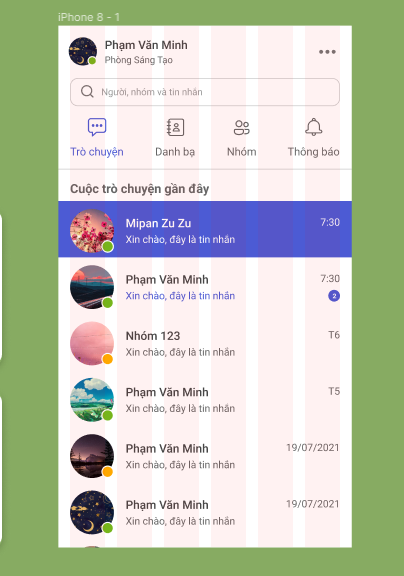 iPhone 8 - 1
Phạm Văn Minh
Phòng Sáng Tạo
Người, nhóm và tin nhắn
Trò chuyện Danh bạ Nhóm Thông báo
Cuộc trò chuyện gần đây
Mipan Zu Zu 7:30
Xin chào, đây là tin nhắn
Phạm Văn Minh 7:30
Xin chào, đây là tin nhắn 2
Nhóm 123 T6
Xin chào, đây là tin nhắn
Phạm Văn Minh T5
Xin chào, đây là tin nhắn
Phạm Văn Minh 19/07/2021
Xin chào, đây là tin nhắn
Phạm Văn Minh 19/07/2021
Xin chào, đây là tin nhắn